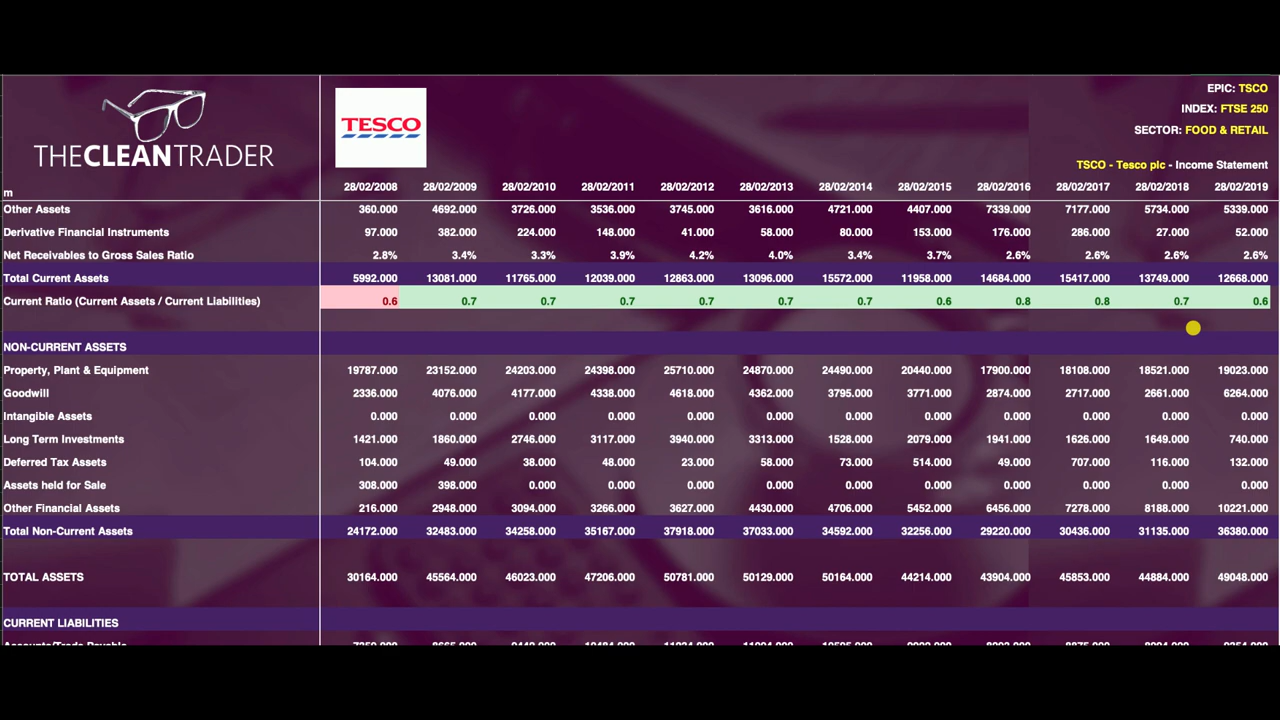 THECLEANTRADER
TESCO
EPIC: TSCO
INDEX: FTSE 250
SECTOR: FOOD & RETAIL
TSCO - Tesco plc - Income Statement
m 28/02/2008 28/02/2009 28/02/2010 28/02/2011 28/02/2012 28/02/2013 28/02/2014 28/02/2015 28/02/2016 28/02/2017 28/02/2018 28/02/2019
Other Assets 360.000 4692.000 3726.000 3536.000 3745.000 3616.000 4721.000 4407.000 7339.000 7177.000 5734.000 5339.000
Derivative Financial Instruments 97.000 382.000 224.000 148.000 41.000 58.000 80.000 153.000 176.000 286.000 27.000 52.000
Net Receivables to Gross Sales Ratio 2.8% 3.4% 3.3% 3.9% 4.2% 4.0% 3.4% 3.7% 2.6% 2.6% 2.6% 2.6%
Total Current Assets 5992.000 13081.000 11765.000 12039.000 12863.000 13096.000 15572.000 11958.000 14684.000 15417.000 13749.000 12668.000
Current Ratio (Current Assets / Current Liabilities) 0.6 0.7 0.7 0.7 0.7 0.7 0.7 0.6 0.8 0.8 0.7 0.6
NON-CURRENT ASSETS
Property, Plant & Equipment 19787.000 23152.000 24203.000 24398.000 25710.000 24870.000 24490.000 20440.000 17900.000 18108.000 18521.000 19023.000
Goodwill 2336.000 4076.000 4177.000 4338.000 4618.000 4362.000 3795.000 3771.000 2874.000 2717.000 2661.000 6264.000
Intangible Assets 0.000 0.000 0.000 0.000 0.000 0.000 0.000 0.000 0.000 0.000 0.000 0.000
Long Term Investments 1421.000 1860.000 2746.000 3117.000 3940.000 3313.000 1528.000 2079.000 1941.000 1626.000 1649.000 740.000
Deferred Tax Assets 104.000 49.000 38.000 48.000 23.000 58.000 73.000 514.000 49.000 707.000 116.000 132.000
Assets held for Sale 308.000 398.000 0.000 0.000 0.000 0.000 0.000 0.000 0.000 0.000 0.000 0.000
Other Financial Assets 216.000 2948.000 3094.000 3266.000 3627.000 4430.000 4706.000 5452.000 6456.000 7278.000 8188.000 10221.000
Total Non-Current Assets 24172.000 32483.000 34258.000 35167.000 37918.000 37033.000 34592.000 32256.000 29220.000 30436.000 31135.000 36380.000
TOTAL ASSETS 30164.000 45564.000 46023.000 47206.000 50781.000 50129.000 50164.000 44214.000 43904.000 45853.000 44884.000 49048.000
CURRENT LIABILITIES